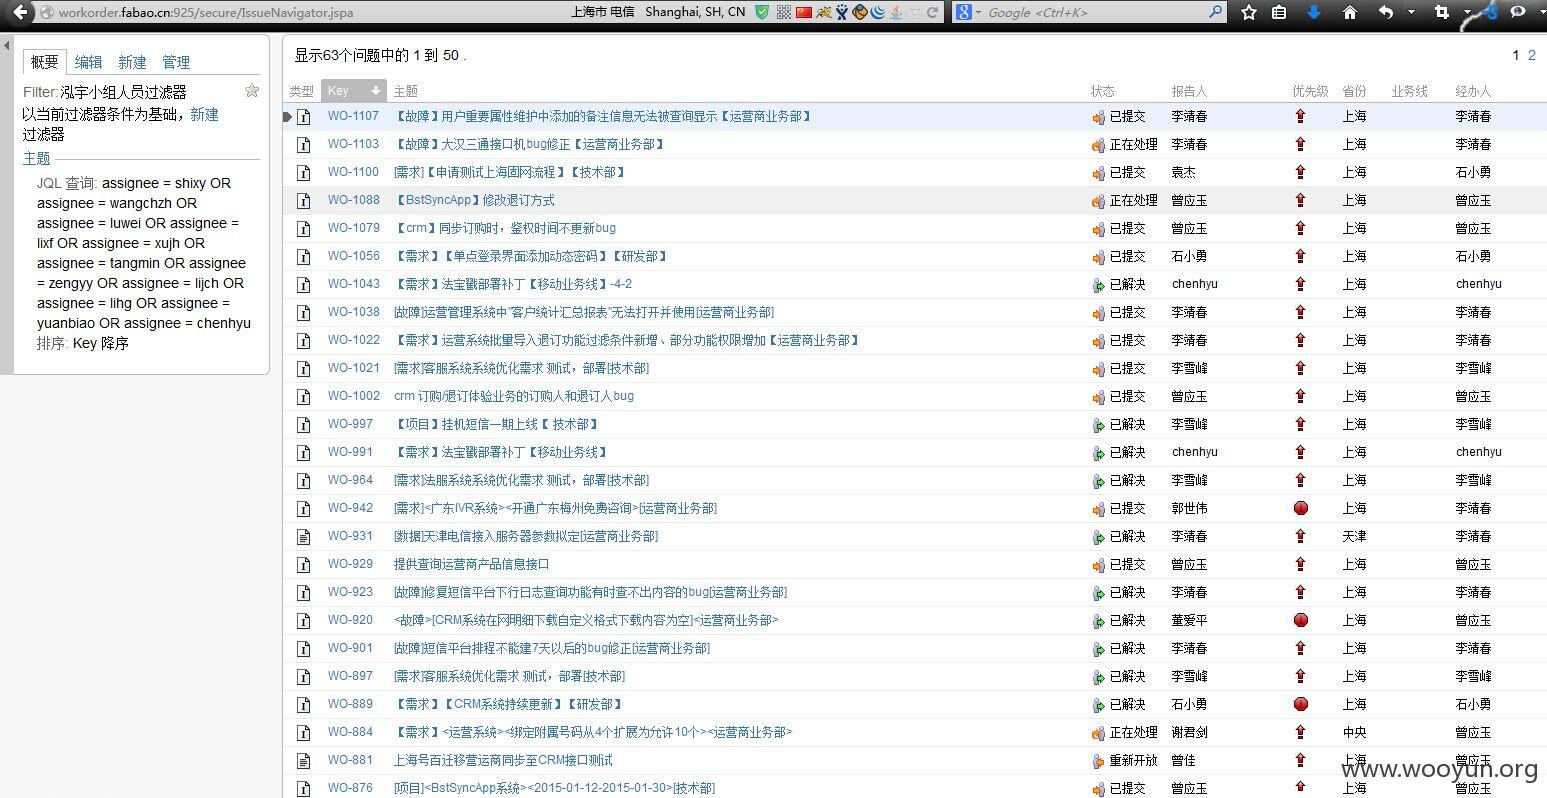 workorder.fabao.cn:925/secure/IssueNavigator.jspa 上海市 电信 Shanghai, SH, CN Google <Ctrl+K>
概要 编辑 新建 管理
Filter: 泓宇小组人员过滤器
以当前过滤器条件为基础，新建
过滤器
主题
JQL 查询: assignee = shixy OR
assignee = wangchzh OR
assignee = luwei OR assignee =
lixf OR assignee = xujh OR
assignee = tangmin OR assignee
= zengyy OR assignee = lijch OR
assignee = lihg OR assignee =
yuanbiao OR assignee = chenhyu
排序: Key 降序
显示63个问题中的 1 到 50 . 1 2
类型 Key 主题 状态 报告人 优先级 省份 业务线 经办人
WO-1107 【故障】用户重要属性维护中添加的备注信息无法被查询显示【运营商业务部】 已提交 李靖春 上海 李靖春
WO-1103 【故障】大汉三通接口机bug修正【运营商业务部】 正在处理 李靖春 上海 李靖春
WO-1100 [需求]【申请测试上海固网流程】【技术部】 已提交 袁杰 上海 石小勇
WO-1088 【BstSyncApp】修改退订方式 正在处理 曾应玉 上海 曾应玉
WO-1079 【crm】同步订购时，鉴权时间不更新bug 已提交 曾应玉 上海 曾应玉
WO-1056 【需求】【单点登录界面添加动态密码】【研发部】 已提交 石小勇 上海 石小勇
WO-1043 【需求】法宝戳部署补丁【移动业务线】-4-2 已解决 chenhyu 上海 chenhyu
WO-1038 [故障]运营管理系统中"客户统计汇总报表"无法打开并使用[运营商业务部] 已提交 李靖春 上海 李靖春
WO-1022 【需求】运营系统批量导入退订功能过滤条件新增、部分功能权限增加【运营商业务部】 已提交 李靖春 上海 李靖春
WO-1021 [需求]客服系统系统优化需求 测试，部署[技术部] 已提交 李雪峰 上海 李雪峰
WO-1002 crm 订购/退订体验业务的订购人和退订人bug 已提交 曾应玉 上海 曾应玉
WO-997 【项目】挂机短信一期上线【 技术部】 已解决 李雪峰 上海 李雪峰
WO-991 【需求】法宝戳部署补丁【移动业务线】 已解决 chenhyu 上海 chenhyu
WO-964 [需求]法服系统系统优化需求 测试，部署[技术部] 已解决 李雪峰 上海 李雪峰
WO-942 [需求]<广东IVR系统><开通广东梅州免费咨询>[运营商业务部] 已提交 郭世伟 上海 李靖春
WO-931 [数据]天津电信接入服务器参数拟定[运营商业务部] 已解决 李靖春 天津 李靖春
WO-929 提供查询运营商产品信息接口 已提交 曾应玉 上海 曾应玉
WO-923 [故障]修复短信平台下行日志查询功能有时查不出内容的bug[运营商业务部] 已解决 李靖春 上海 李靖春
WO-920 <故障>[CRM系统在网明细下载自定义格式下载内容为空]<运营商业务部> 已解决 董爱平 上海 曾应玉
WO-901 [故障]短信平台排程不能建7天以后的bug修正[运营商业务部] 已解决 李靖春 上海 李靖春
WO-897 [需求]客服系统优化需求 测试，部署[技术部] 已解决 李雪峰 上海 李雪峰
WO-889 【需求】【CRM系统持续更新】【研发部】 已解决 石小勇 上海 石小勇
WO-884 【需求】<运营系统><绑定附属号码从4个扩展为允许10个><运营商业务部> 正在处理 谢君剑 中央 曾应玉
WO-881 上海号百迁移营运商同步至CRM接口测试 重新开放 曾佳 上海 曾应玉
WO-876 [项目]<BstSyncApp系统><2015-01-12-2015-01-30>[技术部] 已提交 曾应玉 上海 曾应玉
www.wooyun.org